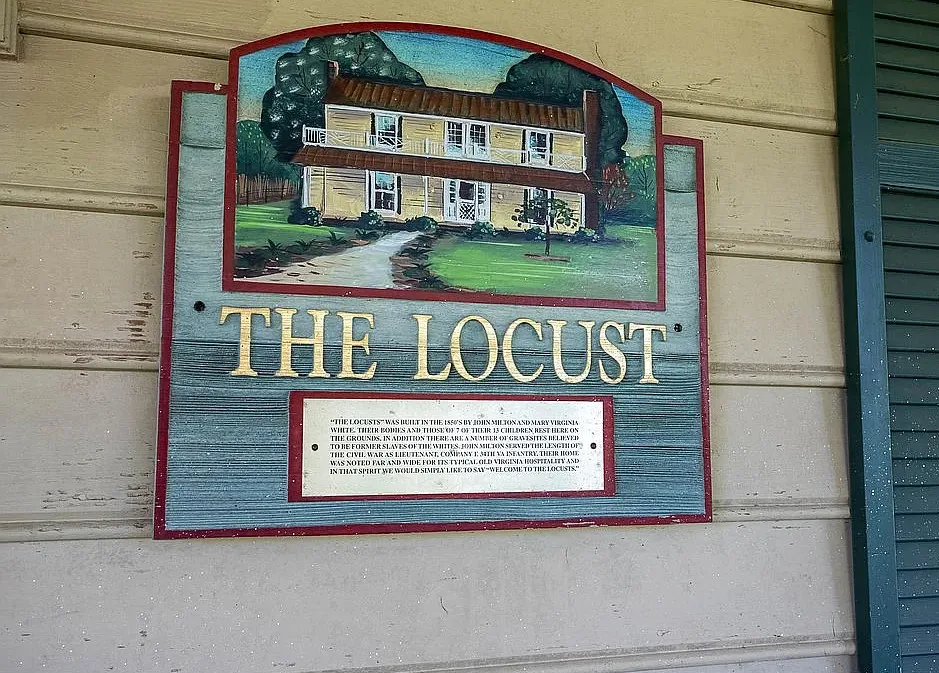 THE LOCUST
"THE LOCUSTS" WAS BUILT IN THE 1850'S BY JOHN MILTON AND MARY VIRGINIA
WHITE. THEIR BODIES AND THOSE OF 7 OF THEIR 13 CHILDREN REST HERE ON
THE GROUNDS. IN ADDITION THERE ARE A NUMBER OF GRAVESITES BELIEVED
TO BE FORMER SLAVES OF THE WHITES. JOHN MILTON SERVED THE LENGTH OF
THE CIVIL WAR AS LIEUTENANT, COMPANY E 34TH VA INFANTRY. THEIR HOME
WAS NOTED FAR AND WIDE FOR ITS TYPICAL OLD VIRGINIA HOSPITALITY AND
IN THAT SPIRIT WE WOULD SIMPLY LIKE TO SAY "WELCOME TO THE LOCUSTS."